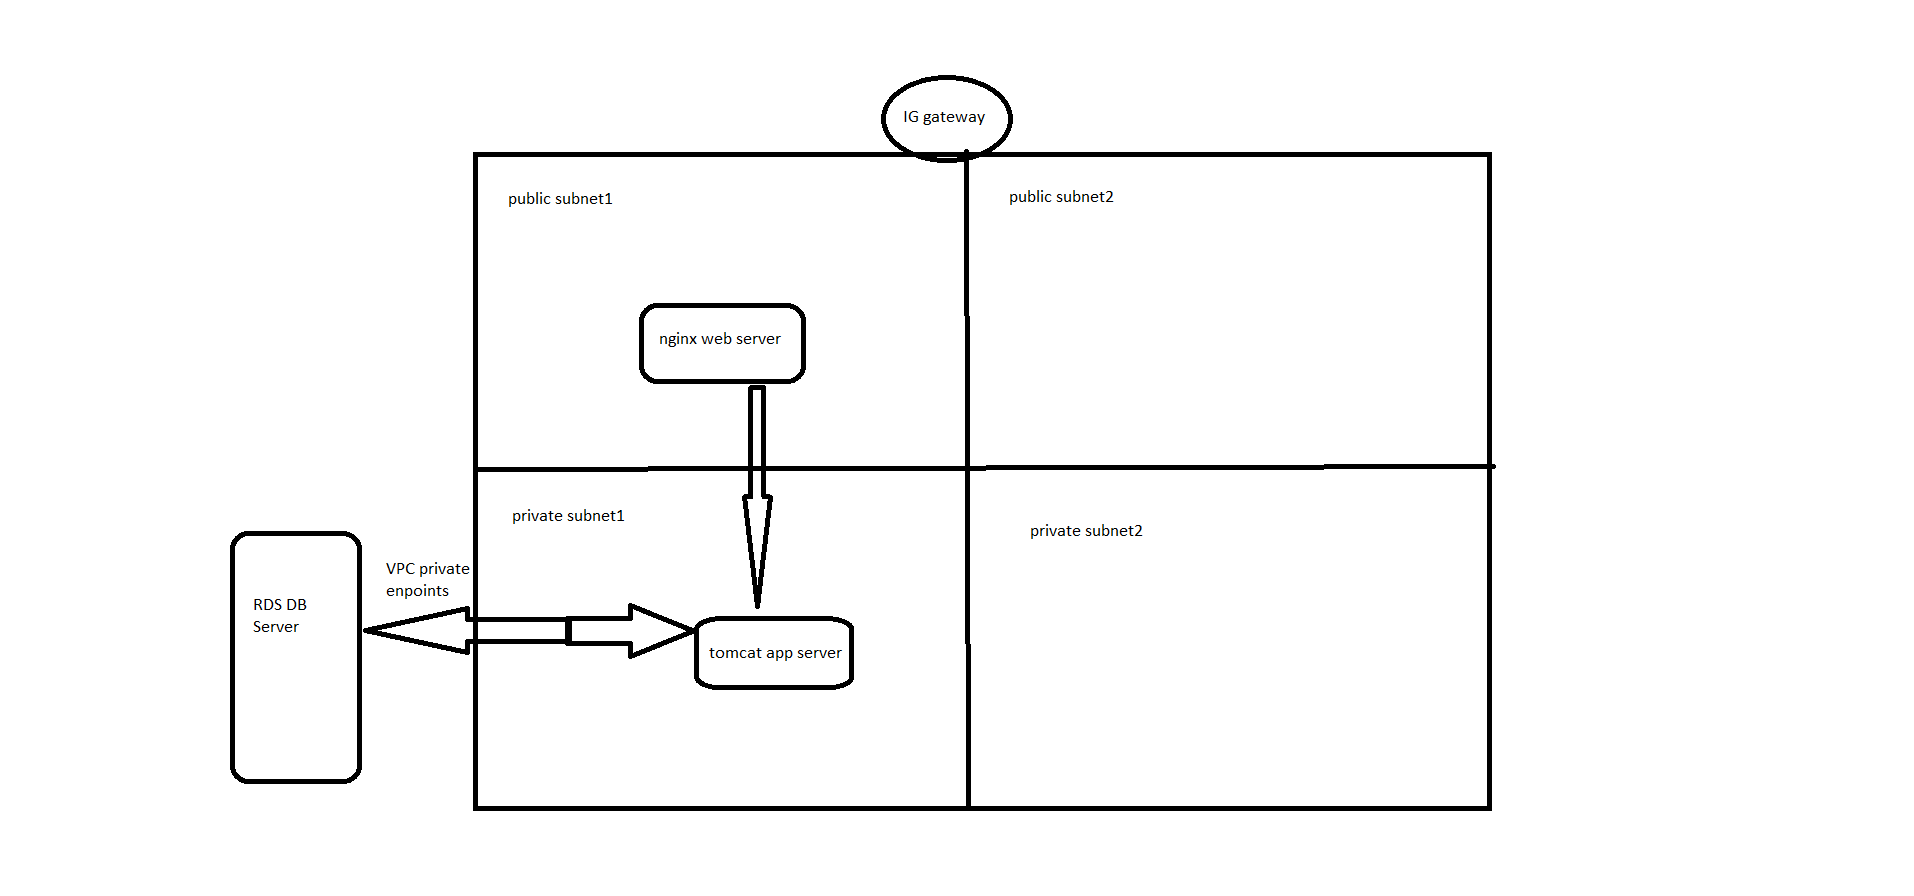 IG gateway
public subnet1
public subnet2
nginx web server
private subnet1
private subnet2
VPC private
enpoints
RDS DB
Server
tomcat app server